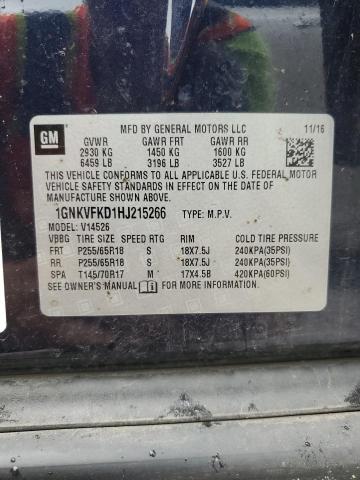 GM
MFD BY GENERAL MOTORS LLC 11/16
GVWR GAWR FRT GAWR RR
2930 KG 1450 KG 1600 KG
6459 LB 3196 LB 3527 LB
THIS VEHICLE CONFORMS TO ALL APPLICABLE U.S. FEDERAL MOTOR
VEHICLE SAFETY STANDARDS IN EFFECT ON THE DATE OF
MANUFACTURE SHOWN ABOVE.
1GNKVFKD1HJ215266 TYPE: M.P.V.
MODEL: V14526
VBBG TIRE SIZE SPEED RTG RIM COLD TIRE PRESSURE
FRT P255/65R18 S 18X7.5J 240KPA(35PSI)
RR P255/65R18 S 18X7.5J 240KPA(35PSI)
SPA T145/70R17 M 17X4.5B 420KPA(60PSI)
SEE OWNER'S MANUAL FOR ADDITIONAL INFORMATION.